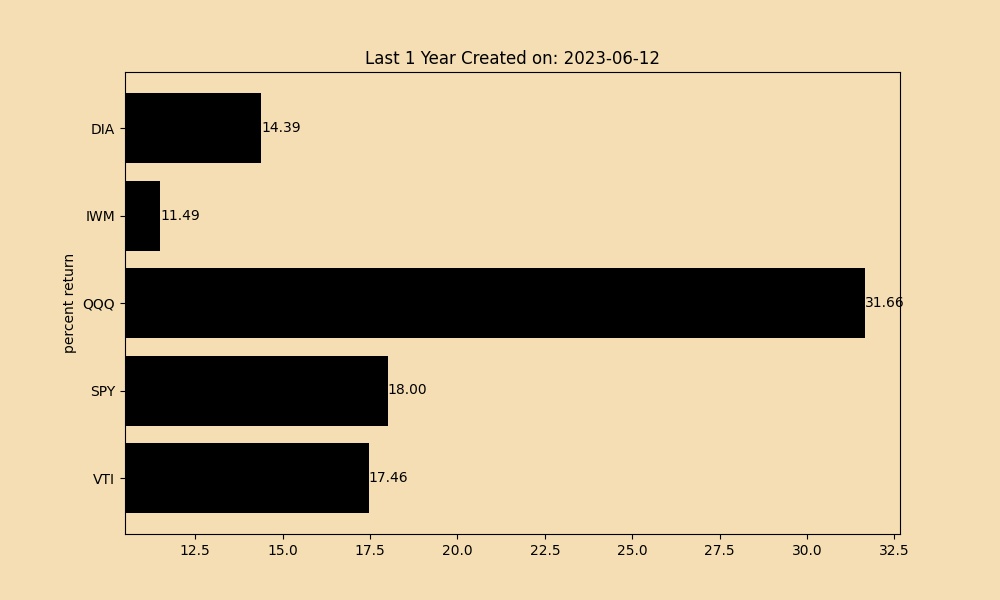 Last 1 Year Created on: 2023-06-12
DIA
14.39
IWM
11.49
percent return
QQQ
31.66
SPY
18.00
VTI
17.46
12.5 15.0 17.5 20.0 22.5 25.0 27.5 30.0 32.5